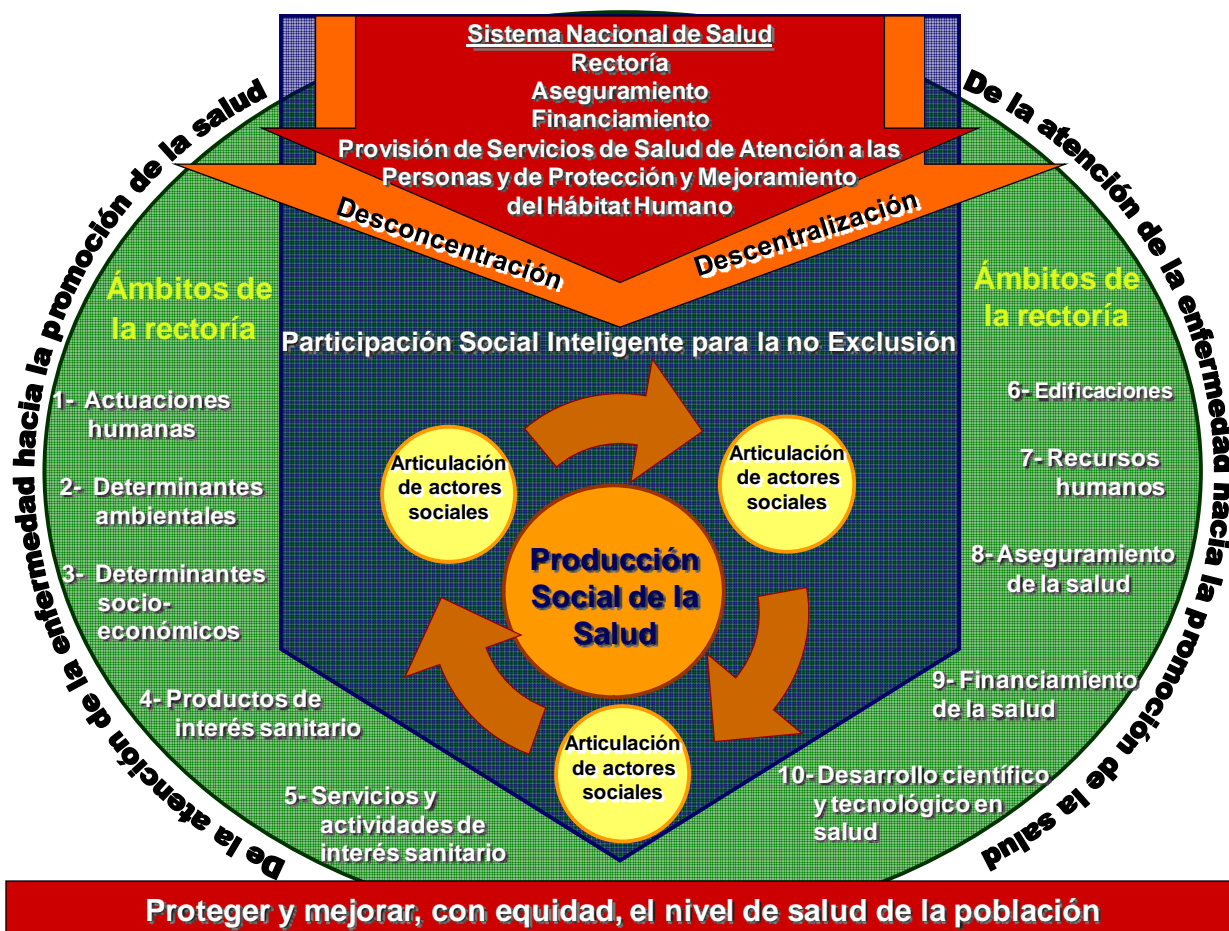 Sistema Nacional de Salud
Rectoría
Aseguramiento
Financiamiento
Provisión de Servicios de Salud de Atención a las
Personas y de Protección y Mejoramiento
del Hábitat Humano
Desconcentración
Descentralización
De la atención de la enfermedad hacia la promoción de la salud
De la atención de la enfermedad hacia la promoción de la salud
Ámbitos de
la rectoría
1- Actuaciones
humanas
2- Determinantes
ambientales
3- Determinantes
socio-
económicos
4- Productos de
interés sanitario
5- Servicios y
actividades de
interés sanitario
Participación Social Inteligente para la no Exclusión
Articulación
de actores
sociales
Articulación
de actores
sociales
Producción
Social de la
Salud
Articulación
de actores
sociales
Ámbitos de
la rectoría
6- Edificaciones
7- Recursos
humanos
8- Aseguramiento
de la salud
9- Financiamiento
de la salud
10- Desarrollo científico
y tecnológico en
salud
Proteger y mejorar, con equidad, el nivel de salud de la población